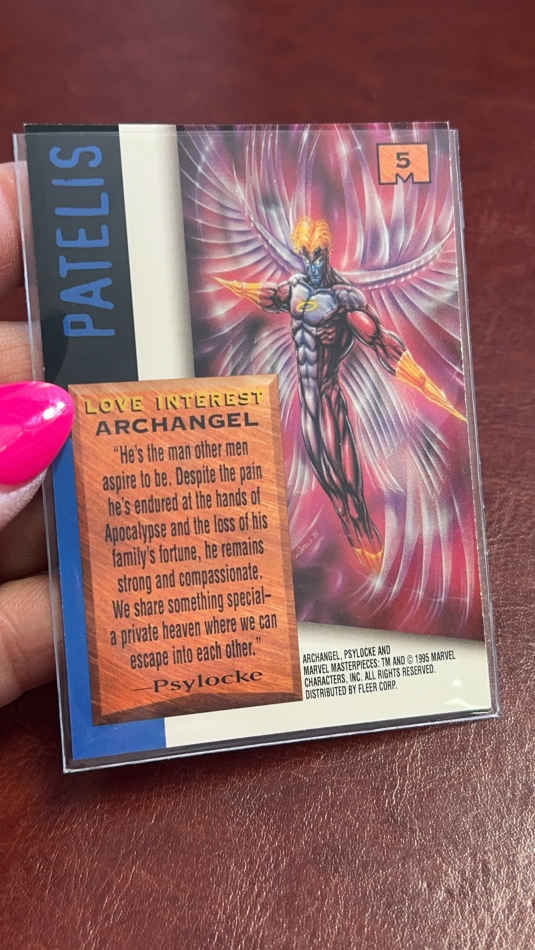 PATELIS
5
LOVE INTEREST
ARCHANGEL
"He's the man other men
aspire to be. Despite the pain
he's endured at the hands of
Apocalypse and the loss of his
family's fortune, he remains
strong and compassionate.
We share something special–
a private heaven where we can
escape into each other."
—Psylocke
ARCHANGEL, PSYLOCKE AND
MARVEL MASTERPIECES: TM AND © 1995 MARVEL
CHARACTERS, INC. ALL RIGHTS RESERVED.
DISTRIBUTED BY FLEER CORP.